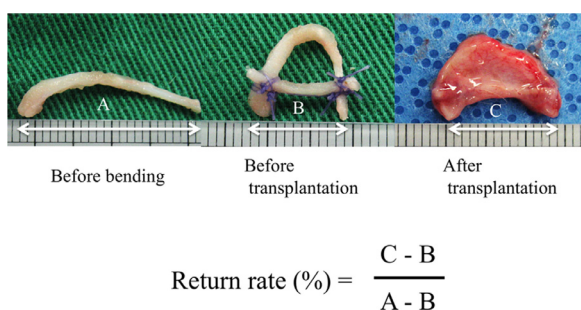 A
B
C
Before bending
Before
transplantation
After
transplantation
Return rate (%) =
C - B
A - B